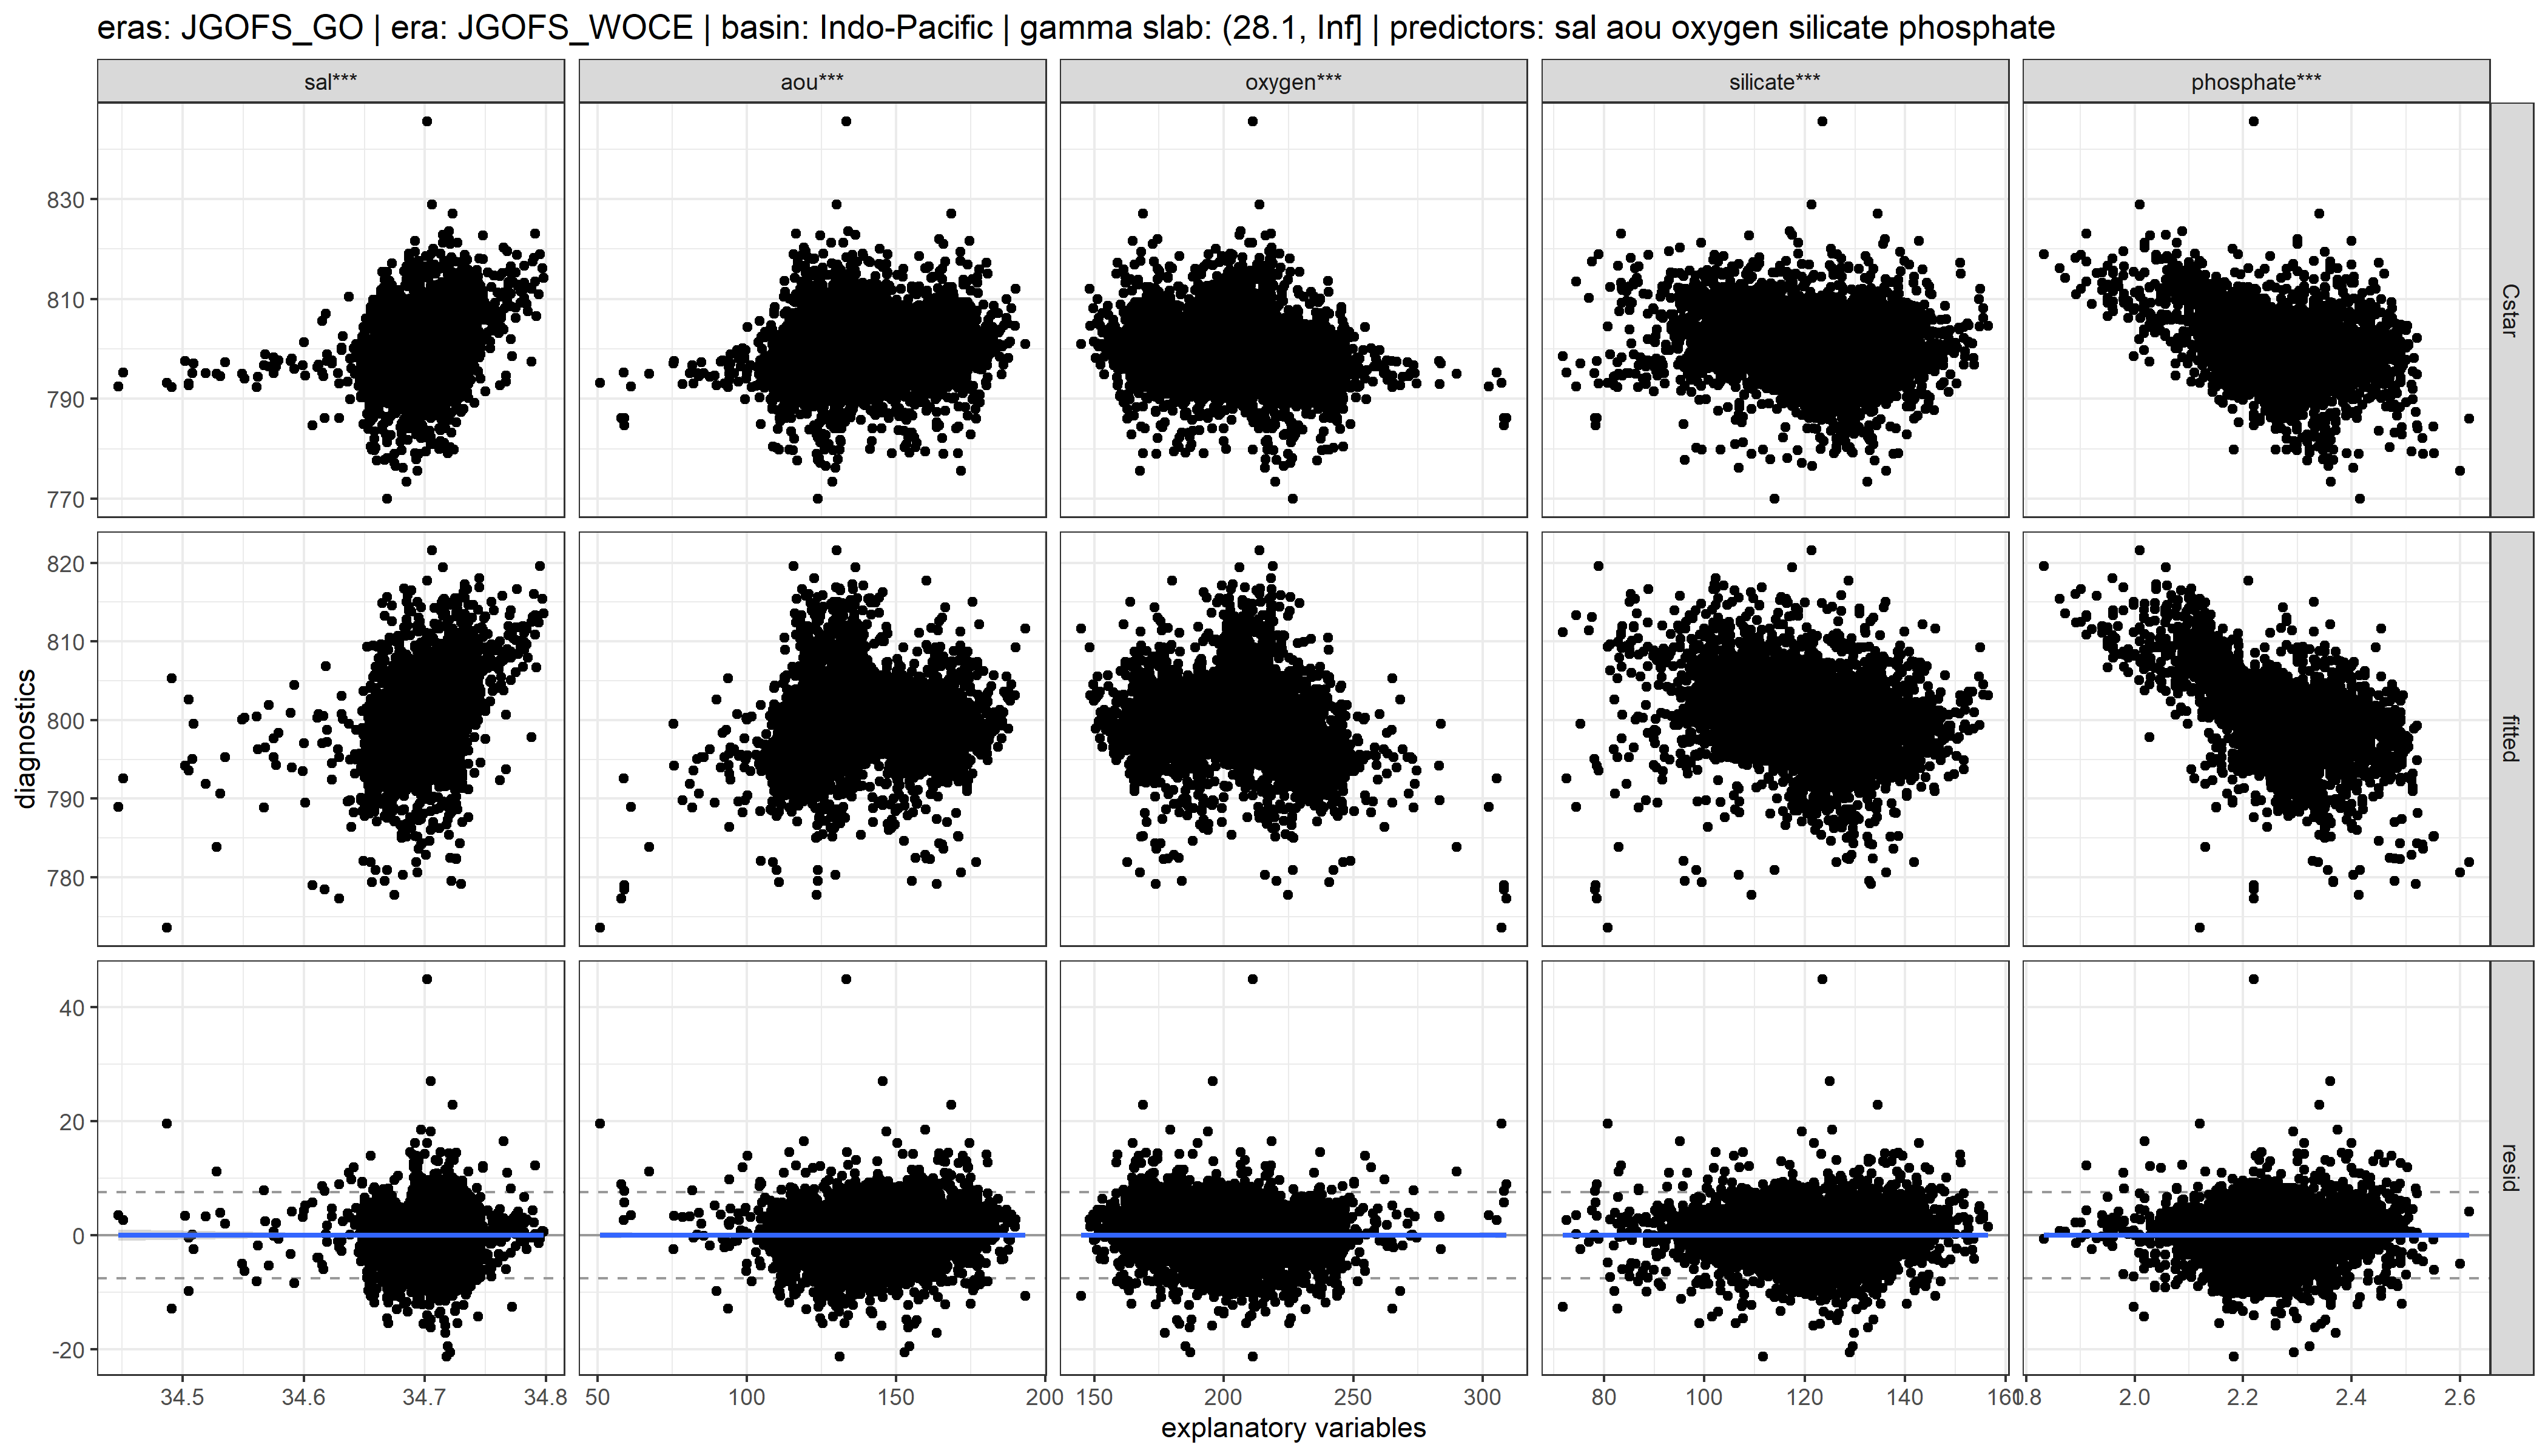 eras: JGOFS_GO | era: JGOFS_WOCE | basin: Indo-Pacific | gamma slab: (28.1, Inf] | predictors: sal aou oxygen silicate phosphate
sal*** aou*** oxygen*** silicate*** phosphate***
830
810
790
770
Cstar
820
810
800
790
780
fitted
diagnostics
40
20
0
-20
resid
34.5 34.6 34.7 34.8 50 100 150 200 150 200 250 300 80 100 120 140 160 1.8 2.0 2.2 2.4 2.6
explanatory variables